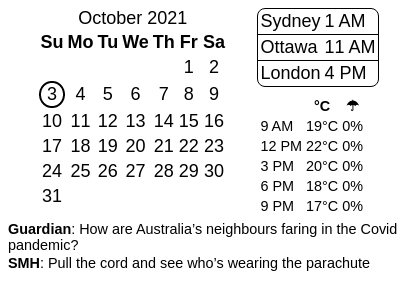 October 2021
Su Mo Tu We Th Fr Sa
1 2
3 4 5 6 7 8 9
10 11 12 13 14 15 16
17 18 19 20 21 22 23
24 25 26 27 28 29 30
31
Sydney 1 AM
Ottawa 11 AM
London 4 PM
°C ☂
9 AM 19°C 0%
12 PM 22°C 0%
3 PM 20°C 0%
6 PM 18°C 0%
9 PM 17°C 0%
Guardian: How are Australia’s neighbours faring in the Covid
pandemic?
SMH: Pull the cord and see who’s wearing the parachute